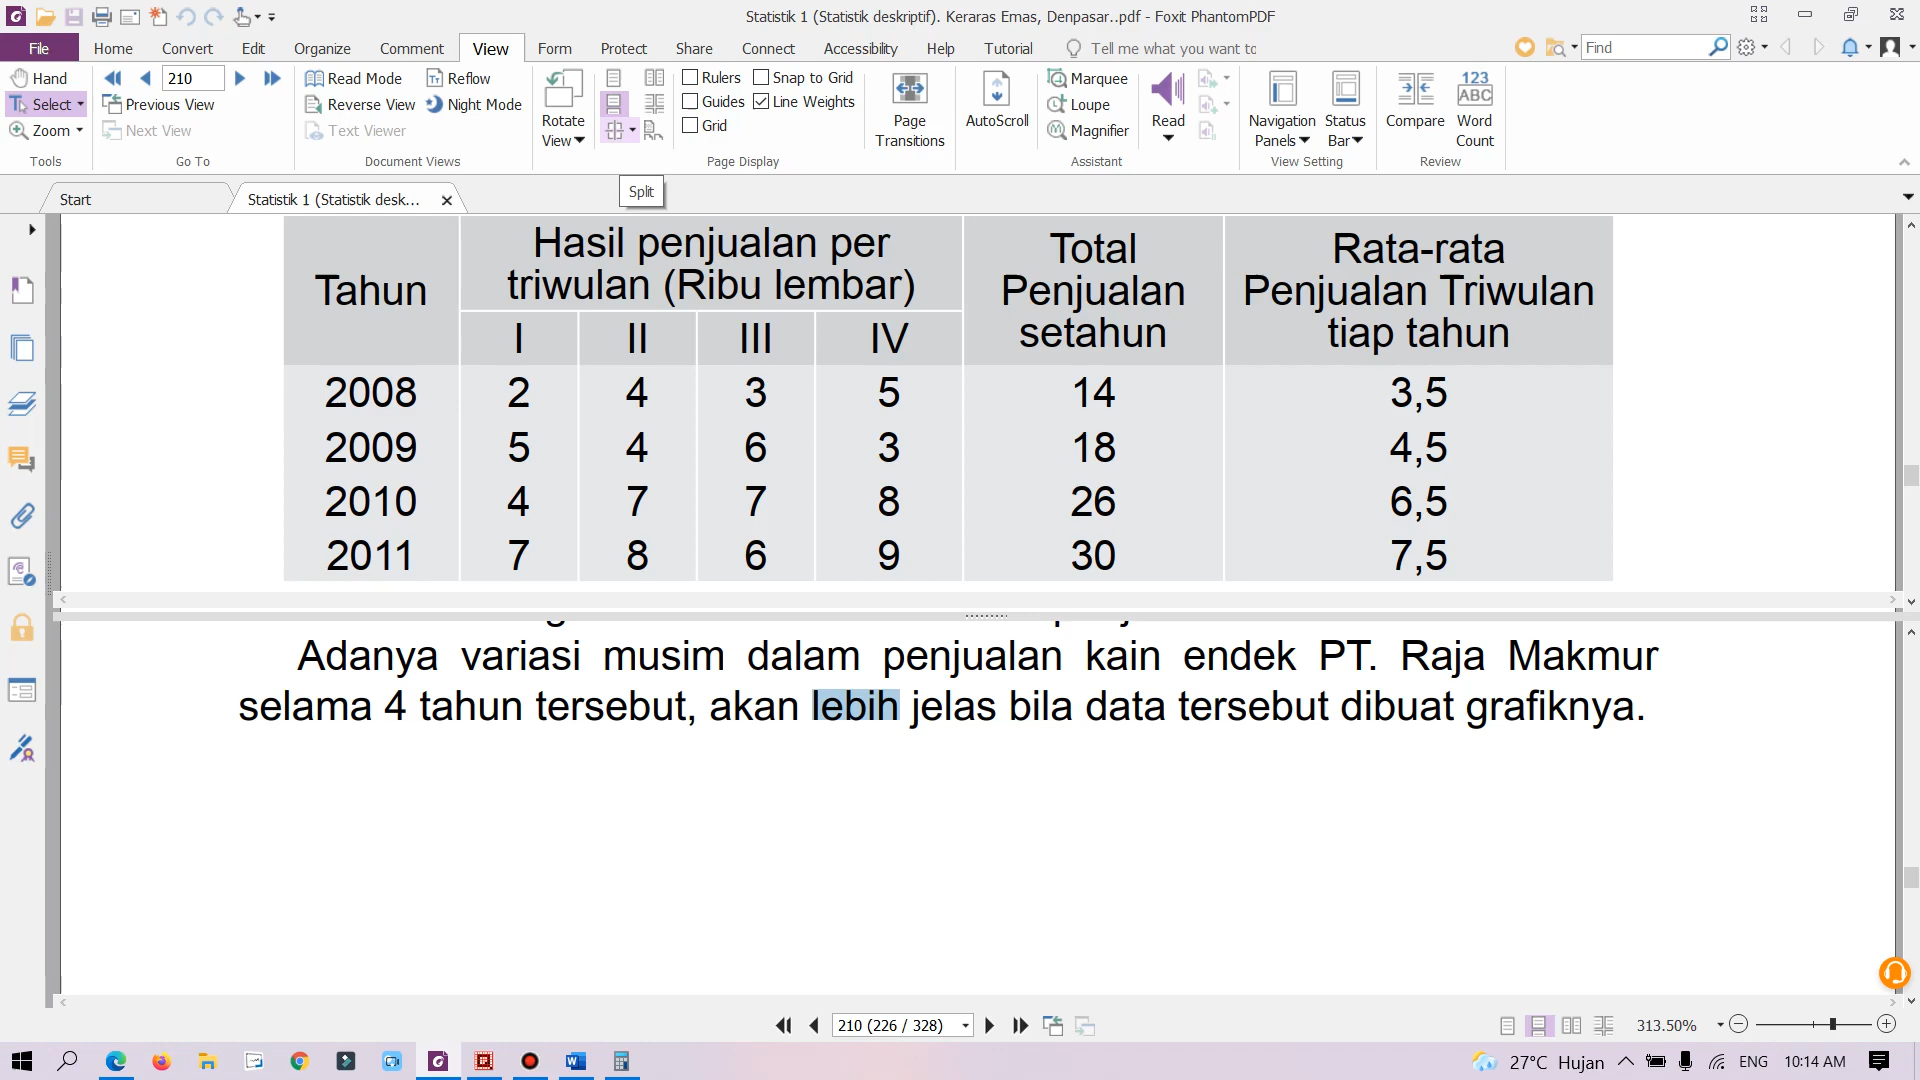 Statistik 1 (Statistik deskriptif). Keraras Emas, Denpasar..pdf - Foxit PhantomPDF
File Home Convert Edit Organize Comment View Form Protect Share Connect Accessibility Help Tutorial Tell me what you want to Find
Hand 210 Read Mode Reflow Rulers Snap to Grid Marquee
Select Previous View Reverse View Night Mode Guides Line Weights Loupe
Zoom Next View Text Viewer Grid Magnifier
Rotate View Page Transitions AutoScroll Read Navigation Panels Status Bar Compare 123 ABC Word Count
Tools Go To Document Views Page Display Assistant View Setting Review
Split
Start Statistik 1 (Statistik desk...
Tahun
Hasil penjualan per
triwulan (Ribu lembar)
Total
Penjualan
setahun
Rata-rata
Penjualan Triwulan
tiap tahun
I II III IV
2008 2 4 3 5 14 3,5
2009 5 4 6 3 18 4,5
2010 4 7 7 8 26 6,5
2011 7 8 6 9 30 7,5
Adanya variasi musim dalam penjualan kain endek PT. Raja Makmur
selama 4 tahun tersebut, akan lebih jelas bila data tersebut dibuat grafiknya.
210 (226 / 328) 313.50%
27°C Hujan ENG 10:14 AM